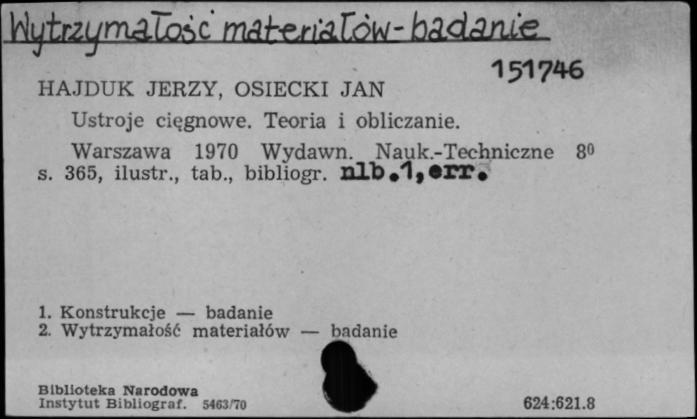 Wytrzymałość materiałów-badanie
151746
HAJDUK JERZY, OSIECKI JAN
Ustroje cięgnowe. Teoria i obliczanie.
Warszawa 1970 Wydawn. Nauk.-Techniczne 8⁰
s. 365, ilustr., tab., bibliogr. nlb.1, err.
1. Konstrukcje — badanie
2. Wytrzymałość materiałów — badanie
Biblioteka Narodowa
Instytut Bibliograf. 5463/70
624:621.8